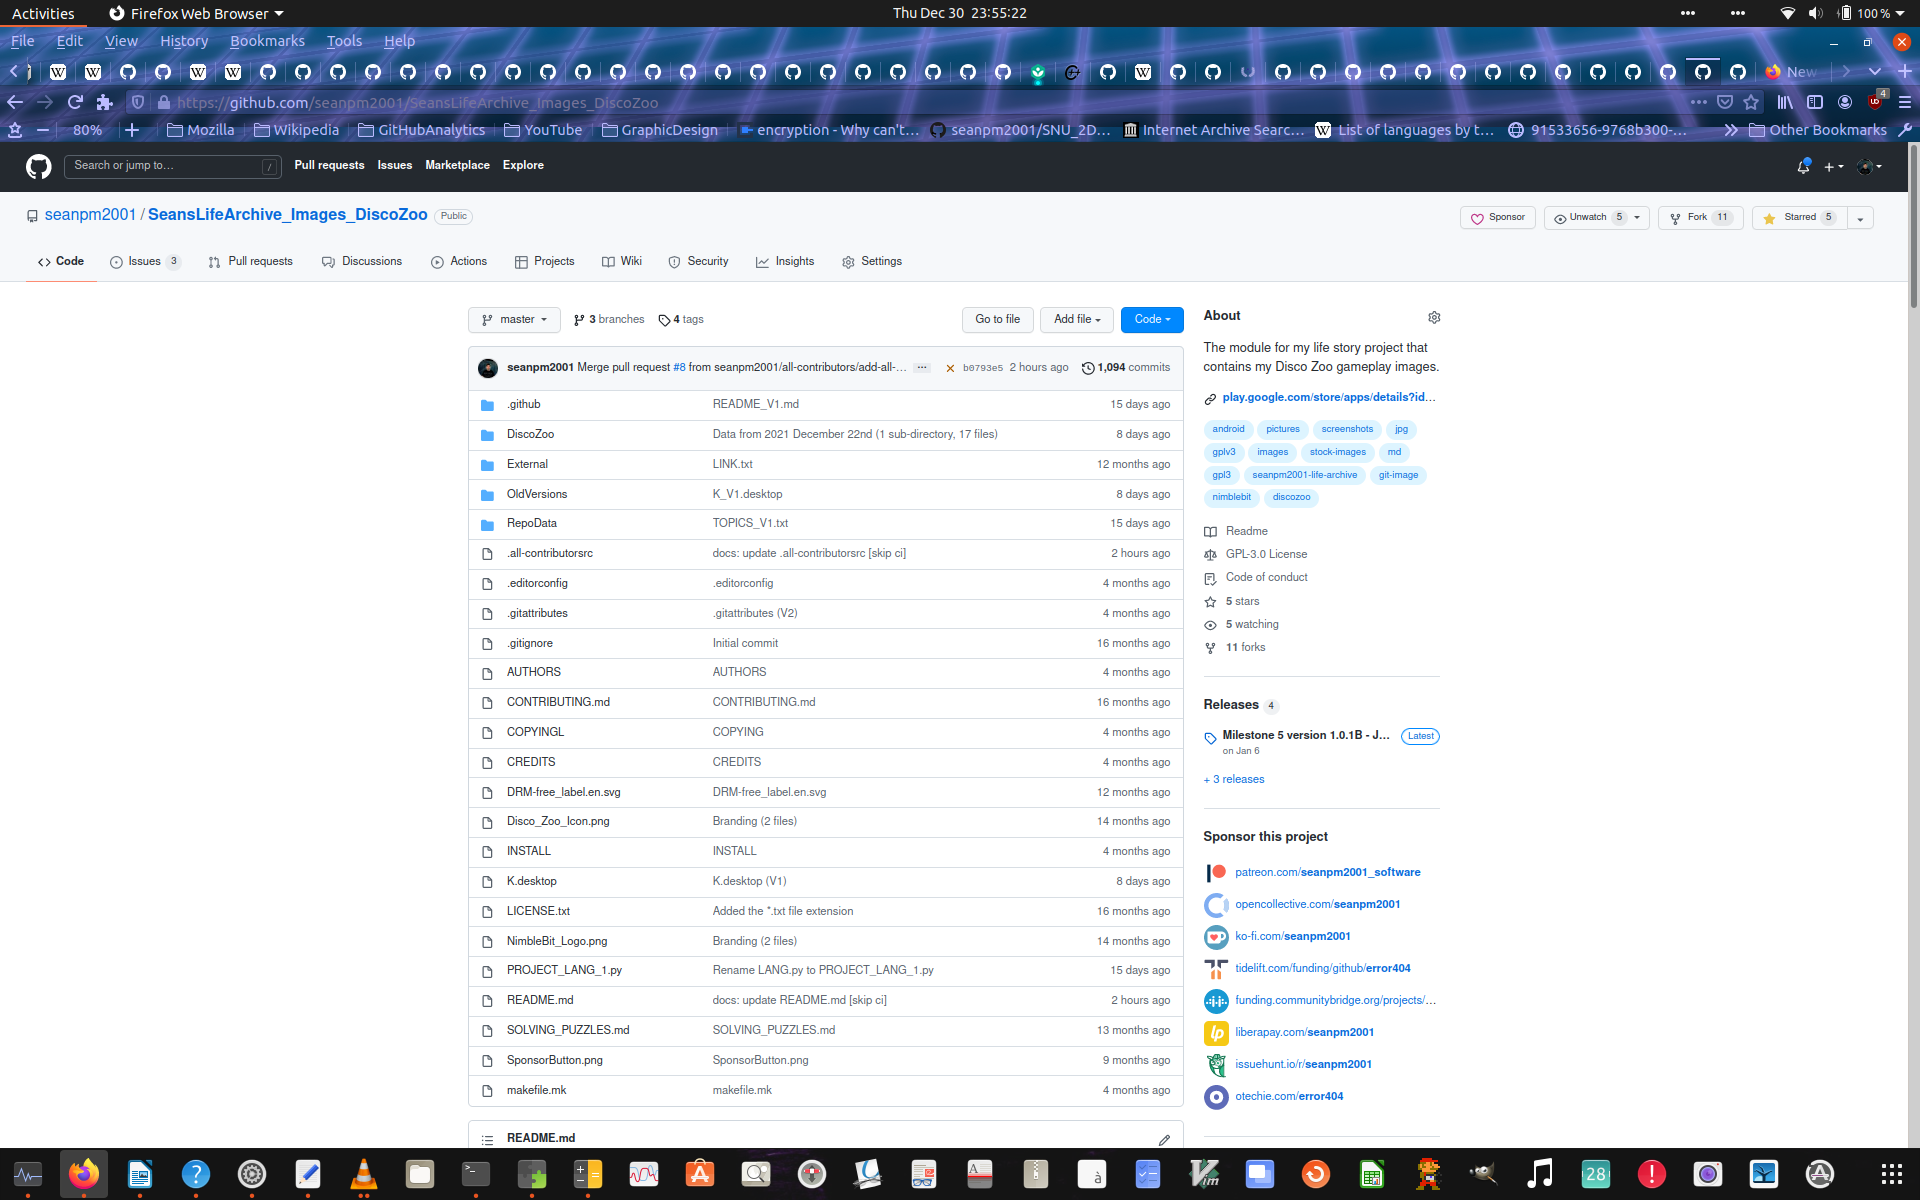 Activities Firefox Web Browser Thu Dec 30 23:55:22 100 %
File Edit View History Bookmarks Tools Help
New
https://github.com/seanpm2001/SeansLifeArchive_Images_DiscoZoo 4
80% Mozilla Wikipedia GitHubAnalytics YouTube GraphicDesign encryption - Why can't... seanpm2001/SNU_2D... Internet Archive Searc... List of languages by t... 91533656-9768b300-... Other Bookmarks
Search or jump to... / Pull requests Issues Marketplace Explore
seanpm2001 / SeansLifeArchive_Images_DiscoZoo Public Sponsor Unwatch 5 Fork 11 Starred 5
Code Issues 3 Pull requests Discussions Actions Projects Wiki Security Insights Settings
master 3 branches 4 tags Go to file Add file Code
seanpm2001 Merge pull request #8 from seanpm2001/all-contributors/add-all-... ... b0793e5 2 hours ago 1,094 commits
.github README_V1.md 15 days ago
DiscoZoo Data from 2021 December 22nd (1 sub-directory, 17 files) 8 days ago
External LINK.txt 12 months ago
OldVersions K_V1.desktop 8 days ago
RepoData TOPICS_V1.txt 15 days ago
.all-contributorsrc docs: update .all-contributorsrc [skip ci] 2 hours ago
.editorconfig .editorconfig 4 months ago
.gitattributes .gitattributes (V2) 4 months ago
.gitignore Initial commit 16 months ago
AUTHORS AUTHORS 4 months ago
CONTRIBUTING.md CONTRIBUTING.md 16 months ago
COPYINGL COPYING 4 months ago
CREDITS CREDITS 4 months ago
DRM-free_label.en.svg DRM-free_label.en.svg 12 months ago
Disco_Zoo_Icon.png Branding (2 files) 14 months ago
INSTALL INSTALL 4 months ago
K.desktop K.desktop (V1) 8 days ago
LICENSE.txt Added the *.txt file extension 16 months ago
NimbleBit_Logo.png Branding (2 files) 14 months ago
PROJECT_LANG_1.py Rename LANG.py to PROJECT_LANG_1.py 15 days ago
README.md docs: update README.md [skip ci] 2 hours ago
SOLVING_PUZZLES.md SOLVING_PUZZLES.md 13 months ago
SponsorButton.png SponsorButton.png 9 months ago
makefile.mk makefile.mk 4 months ago
README.md
About
The module for my life story project that
contains my Disco Zoo gameplay images.
play.google.com/store/apps/details?id...
android pictures screenshots jpg
gplv3 images stock-images md
gpl3 seanpm2001-life-archive git-image
nimblebit discozoo
Readme
GPL-3.0 License
Code of conduct
5 stars
5 watching
11 forks
Releases 4
Milestone 5 version 1.0.1B - J... Latest
on Jan 6
+ 3 releases
Sponsor this project
patreon.com/seanpm2001_software
opencollective.com/seanpm2001
ko-fi.com/seanpm2001
tidelift.com/funding/github/error404
funding.communitybridge.org/projects/...
liberapay.com/seanpm2001
issuehunt.io/r/seanpm2001
otechie.com/error404
28